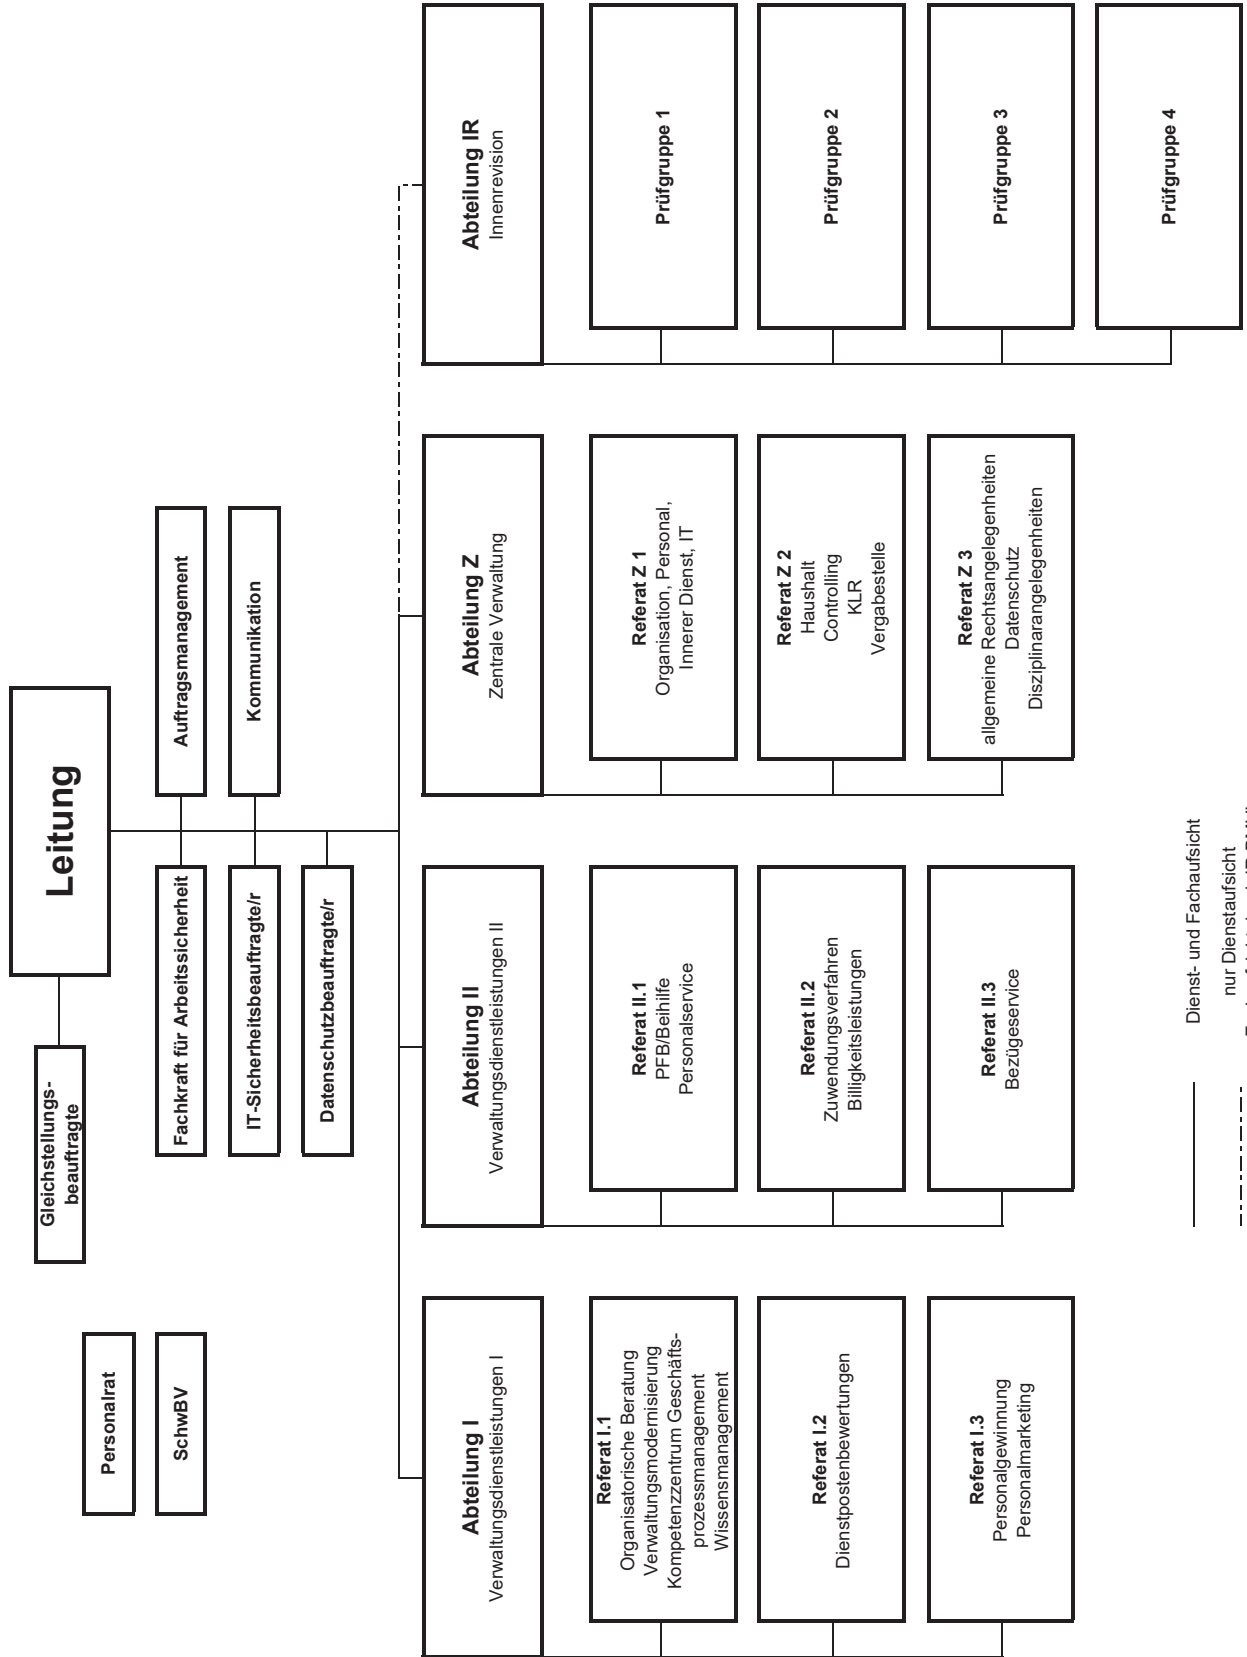 Leitung
Gleichstellungs-
beauftragte
Personalrat
SchwBV
Fachkraft für Arbeitssicherheit
Auftragsmanagement
IT-Sicherheitsbeauftragte/r
Kommunikation
Datenschutzbeauftragte/r
Abteilung I
Verwaltungsdienstleistungen I
Referat I.1
Organisatorische Beratung
Verwaltungsmodernisierung
Kompetenzzentrum Geschäfts-
prozessmanagement
Wissensmanagement
Referat I.2
Dienstpostenbewertungen
Referat I.3
Personalgewinnung
Personalmarketing
Abteilung II
Verwaltungsdienstleistungen II
Referat II.1
PFB/Beihilfe
Personalservice
Referat II.2
Zuwendungsverfahren
Billigkeitsleistungen
Referat II.3
Bezügeservice
Abteilung Z
Zentrale Verwaltung
Referat Z 1
Organisation, Personal,
Innerer Dienst, IT
Referat Z 2
Haushalt
Controlling
KLR
Vergabestelle
Referat Z 3
allgemeine Rechtsangelegenheiten
Datenschutz
Disziplinarangelegenheiten
Abteilung IR
Innenrevision
Prüfgruppe 1
Prüfgruppe 2
Prüfgruppe 3
Prüfgruppe 4
Dienst- und Fachaufsicht
nur Dienstaufsicht